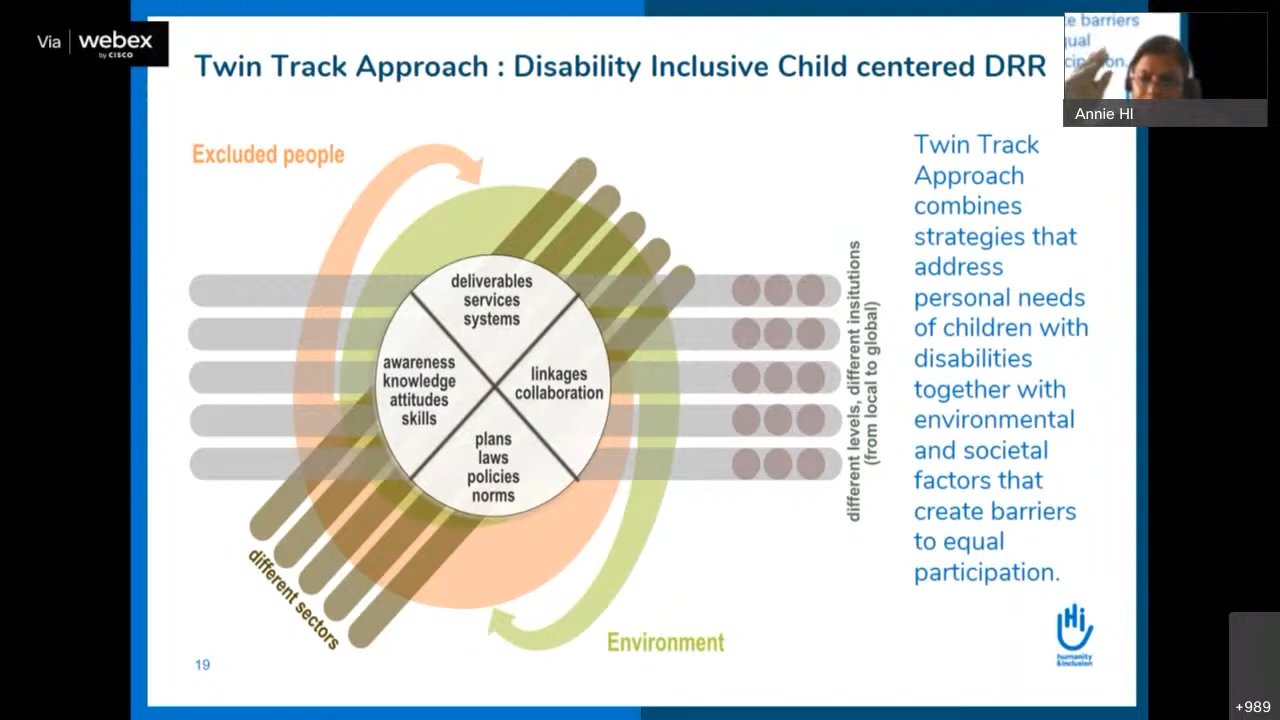 Via webex
by CISCO
Twin Track Approach : Disability Inclusive Child centered DRR
e barriers
Annie HI
Excluded people
deliverables
services
systems
awareness
knowledge
attitudes
skills
linkages
collaboration
plans
laws
policies
norms
different levels, different insitutions
(from local to global)
different sectors
Environment
Twin Track
Approach
combines
strategies that
address
personal needs
of children with
disabilities
together with
environmental
and societal
factors that
create barriers
to equal
participation.
Hi
humanity
&inclusion
19
+989